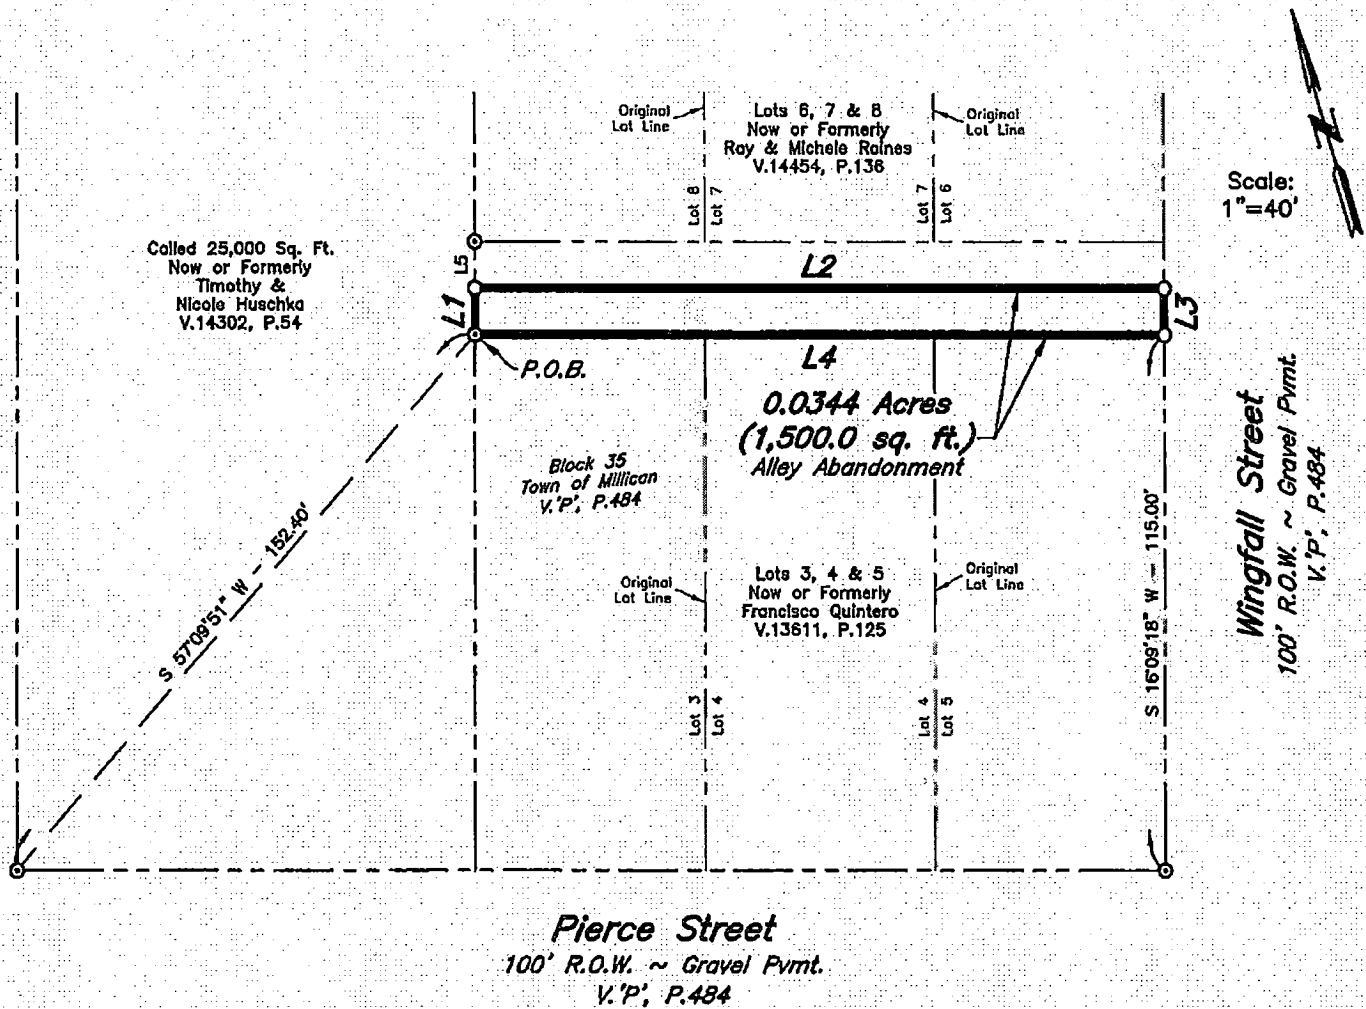 Original
Lot Line
Lots 6, 7 & 8
Now or Formerly
Ray & Michele Raines
V.14454, P.136
Original
Lot Line
Scale:
1"=40'
Lot 8
Lot 7
Lot 7
Lot 6
Called 25,000 Sq. Ft.
Now or Formerly
Timothy &
Nicole Huschka
V.14302, P.54
L5
L2
L1
L3
P.O.B.
L4
0.0344 Acres
(1,500.0 sq. ft.)
Alley Abandonment
Block 35
Town of Millican
V.'P', P.484
Wingfall Street
100' R.O.W. ~ Gravel Pvmt.
V.'P', P.484
S 57°09'51" W - 152.40'
S 16°09'18" W - 115.00'
Original
Lot Line
Lots 3, 4 & 5
Now or Formerly
Francisco Quintero
V.13611, P.125
Original
Lot Line
Lot 3
Lot 4
Lot 4
Lot 5
Pierce Street
100' R.O.W. ~ Gravel Pvmt.
V.'P', P.484